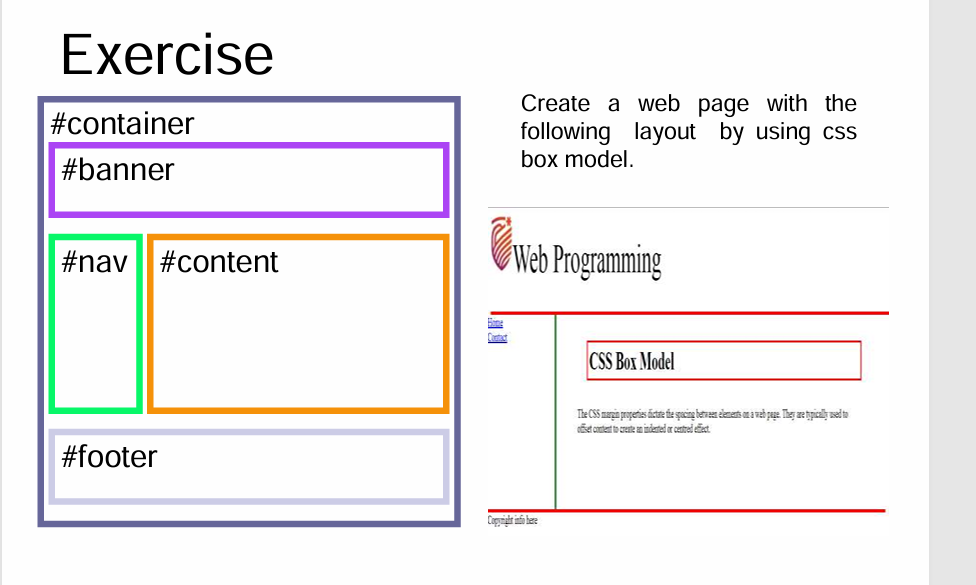 Exercise
#container
#banner
#nav
#content
#footer
Create a web page with the
following layout by using css
box model.
Web Programming
Home
Contact
CSS Box Model
The CSS margin properties dictate the spacing between elements on a web page. They are typically used to
offset content to create an indented or centred effect.
Copyright info here